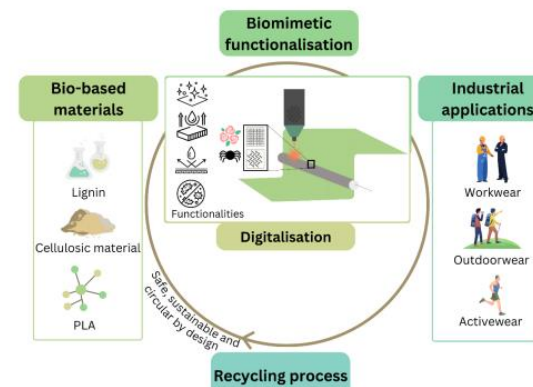 Biomimetic
functionalisation
Bio-based
materials
Industrial
applications
Lignin
Cellulosic material
PLA
Functionalities
Digitalisation
Workwear
Outdoorwear
Activewear
Safe, sustainable and
circular by design
Recycling process